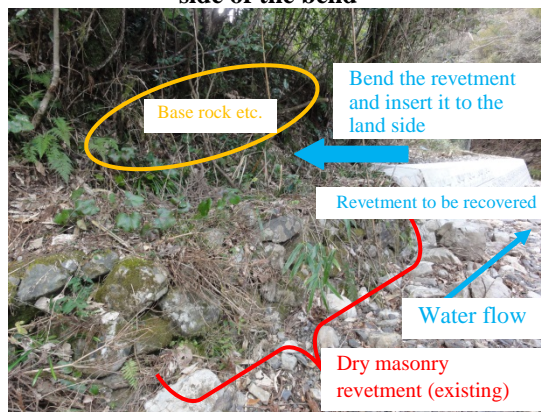 side of the bend
Bend the revetment
and insert it to the
land side
Base rock etc.
Revetment to be recovered
Water flow
Dry masonry
revetment (existing)